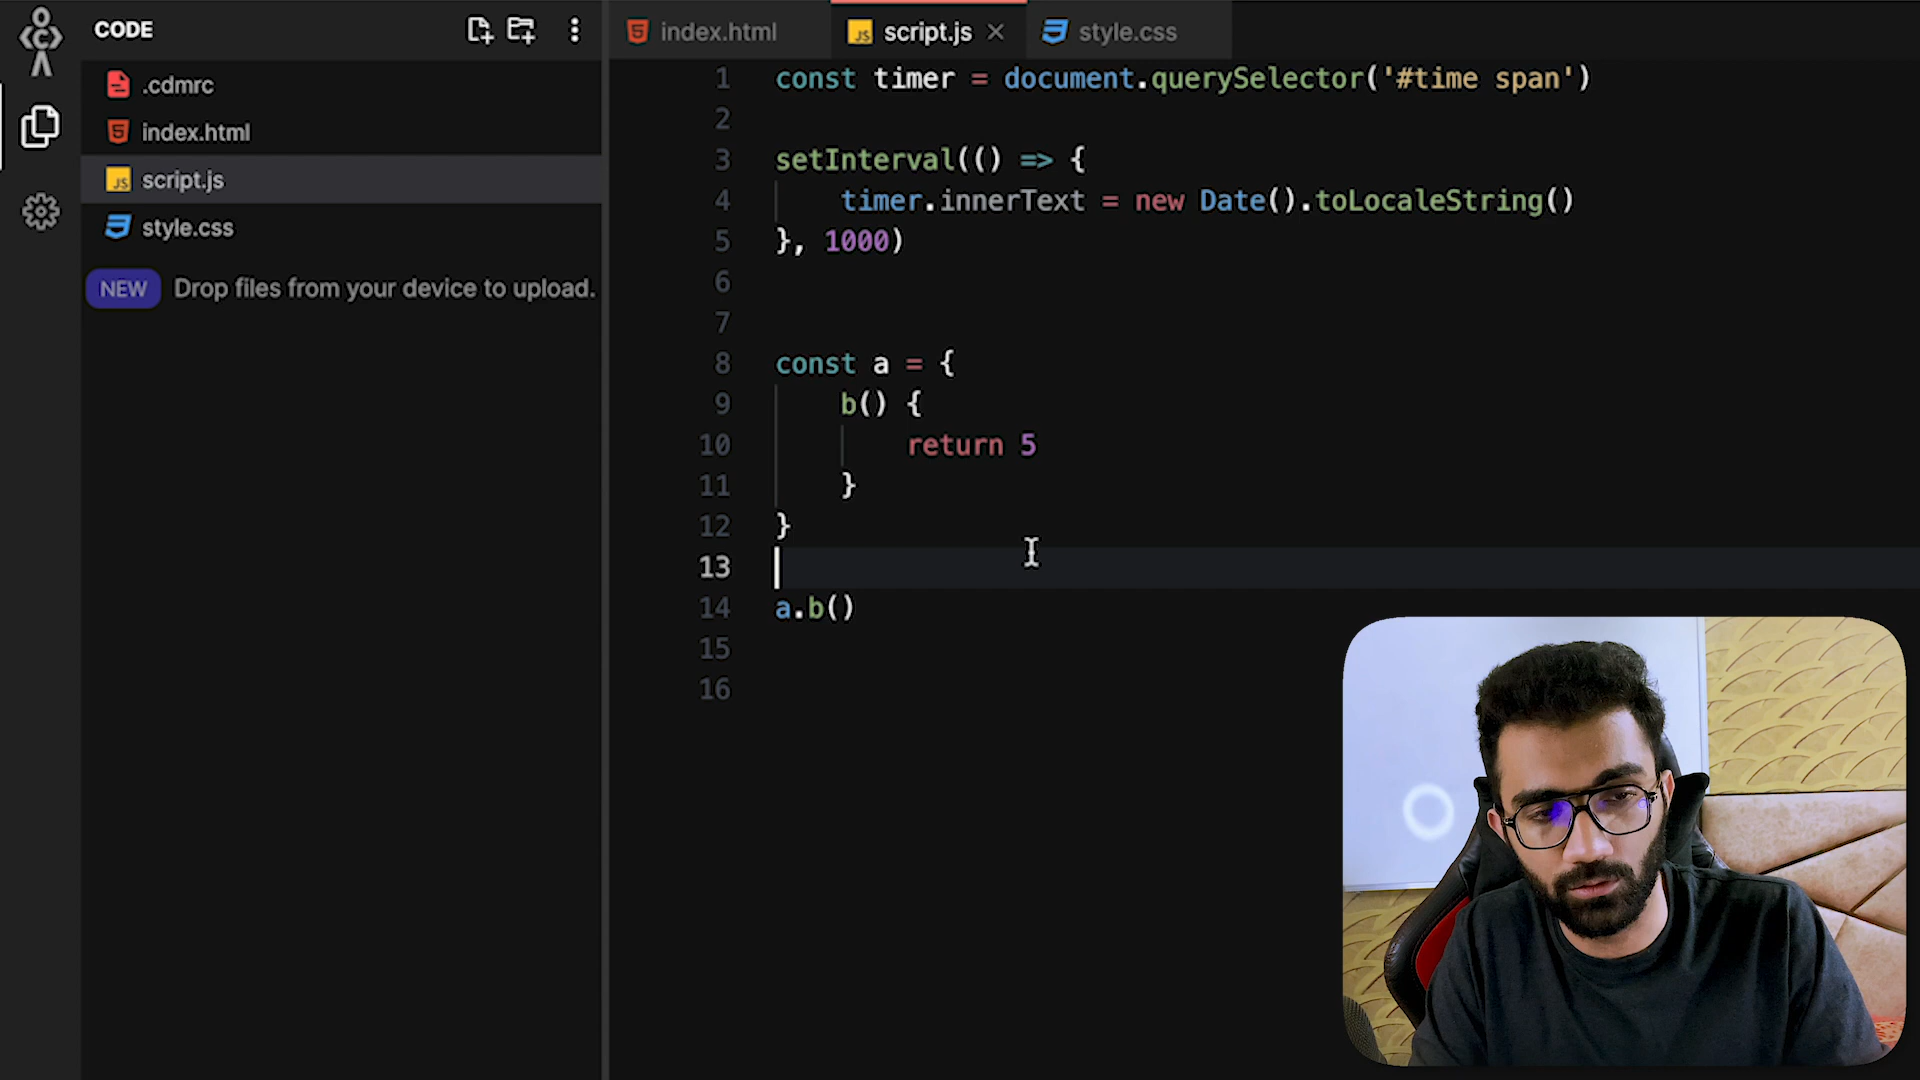 CODE
.cdmrc
index.html
script.js
style.css
NEW Drop files from your device to upload.
index.html
script.js
style.css
1 const timer = document.querySelector('#time span')
2
3 setInterval(() => {
4 timer.innerText = new Date().toLocaleString()
5 }, 1000)
6
7
8 const a = {
9 b() {
10 return 5
11 }
12 }
13
14 a.b()
15
16